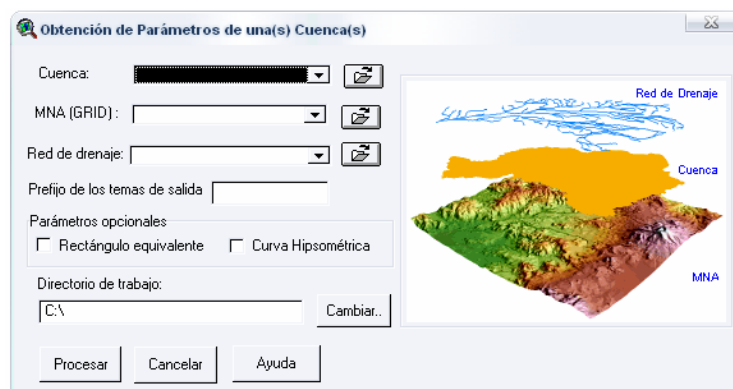 Obtención de Parámetros de una(s) Cuenca(s)
Cuenca:
MNA (GRID) :
Red de drenaje:
Prefijo de los temas de salida
Parámetros opcionales
Rectángulo equivalente
Curva Hipsométrica
Directorio de trabajo:
C:\
Cambiar..
Procesar
Cancelar
Ayuda
Red de Drenaje
Cuenca
MNA